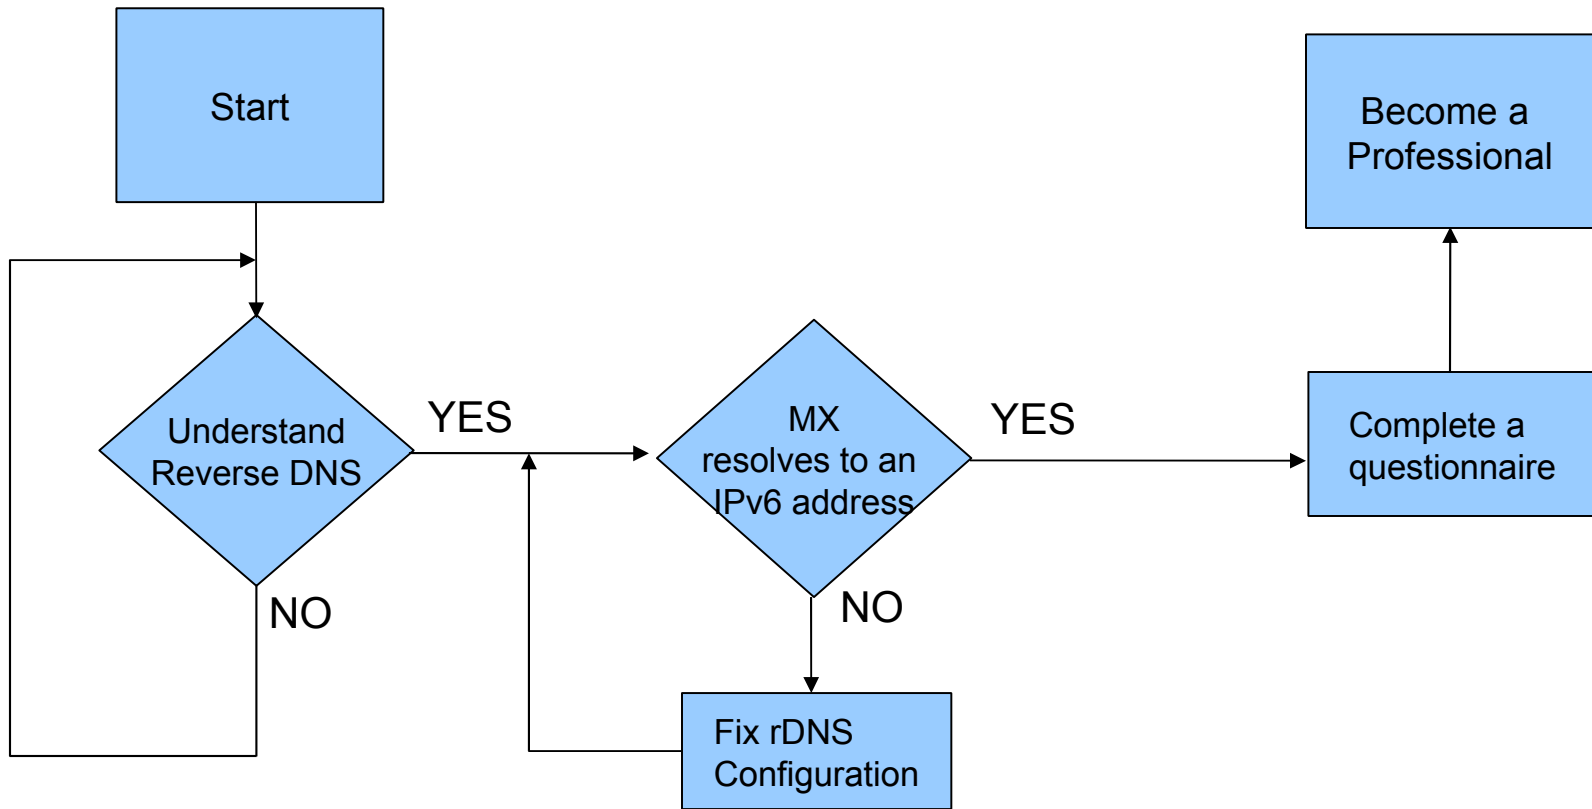 Start
Understand
Reverse DNS
YES
NO
MX
resolves to an
IPv6 address
YES
NO
Fix rDNS
Configuration
Complete a
questionnaire
Become a
Professional